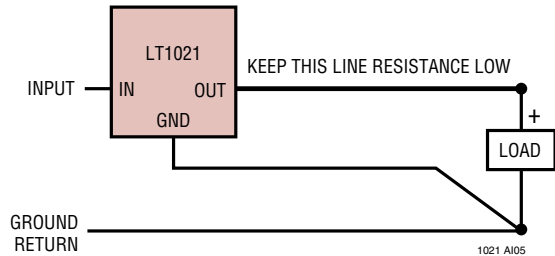 LT1021
KEEP THIS LINE RESISTANCE LOW
INPUT
IN
OUT
GND
+
LOAD
GROUND
RETURN
1021 AI05